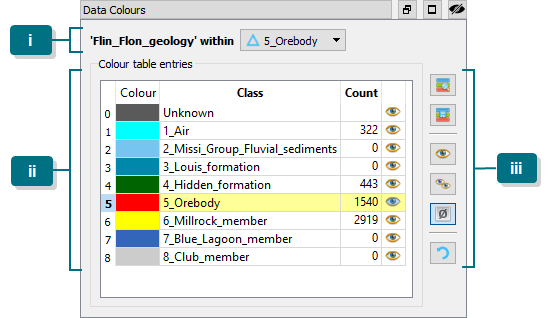 Data Colours
i
'Flin_Flon_geology' within 5_Orebody
Colour table entries
Colour Class Count
0 Unknown
1 1_Air 322
2 2_Missi_Group_Fluvial_sediments 0
3 3_Louis_formation 0
4 4_Hidden_formation 443
5 5_Orebody 1540
6 6_Millrock_member 2919
7 7_Blue_Lagoon_member 0
8 8_Club_member 0
ii
iii